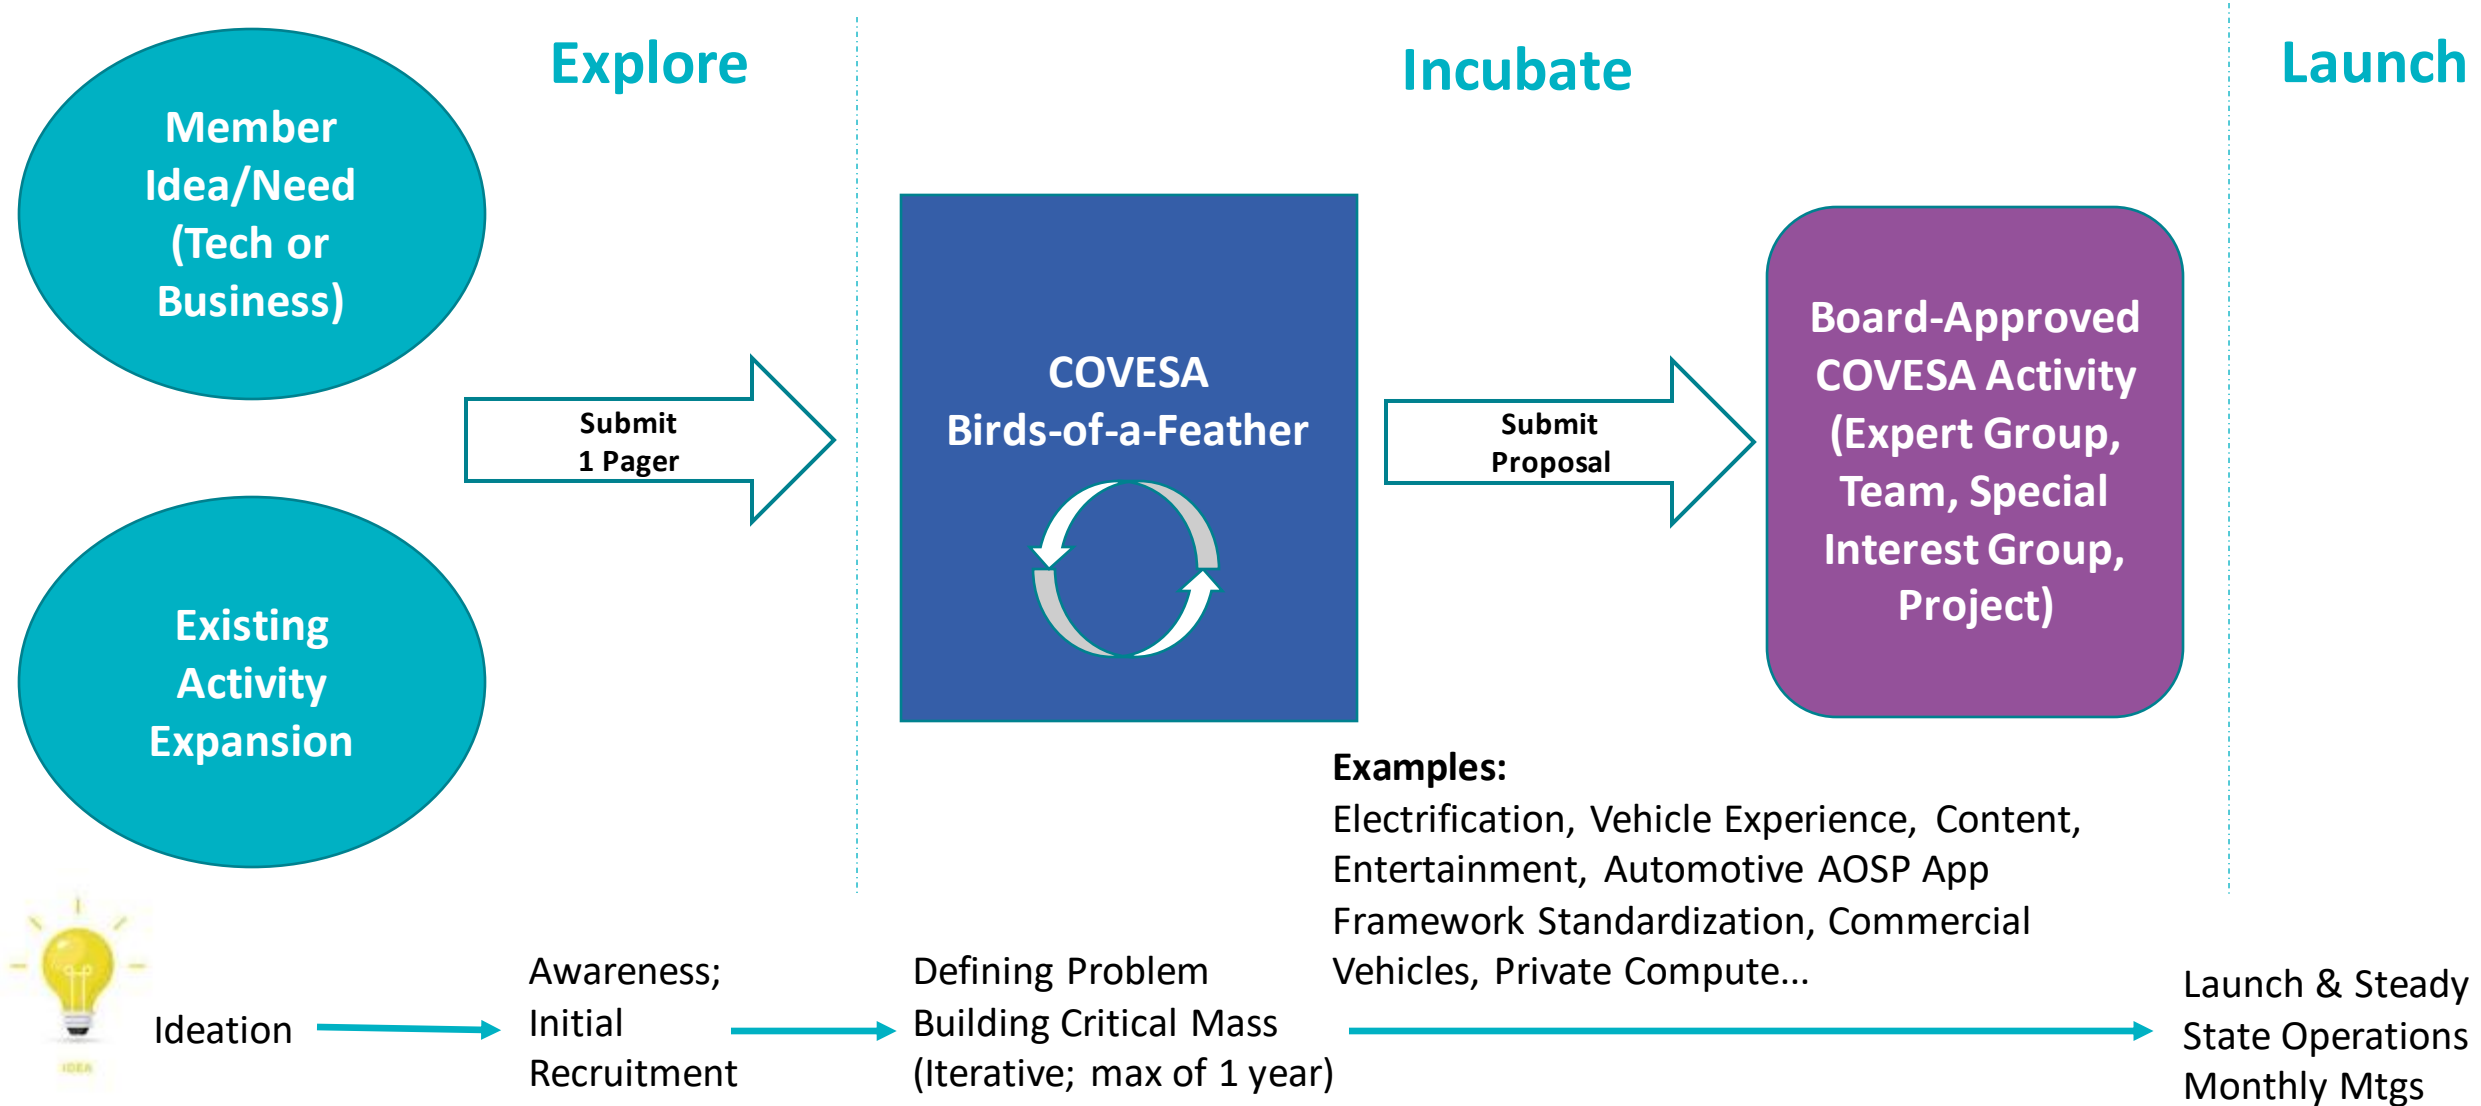 Explore
Incubate
Launch
Member
Idea/Need
(Tech or
Business)
Submit
1 Pager
COVESA
Birds-of-a-Feather
Submit
Proposal
Board-Approved
COVESA Activity
(Expert Group,
Team, Special
Interest Group,
Project)
Existing
Activity
Expansion
Examples:
Electrification, Vehicle Experience, Content,
Entertainment, Automotive AOSP App
Framework Standardization, Commercial
Vehicles, Private Compute...
IDEA
Ideation
Awareness;
Initial
Recruitment
Defining Problem
Building Critical Mass
(Iterative; max of 1 year)
Launch & Steady
State Operations
Monthly Mtgs